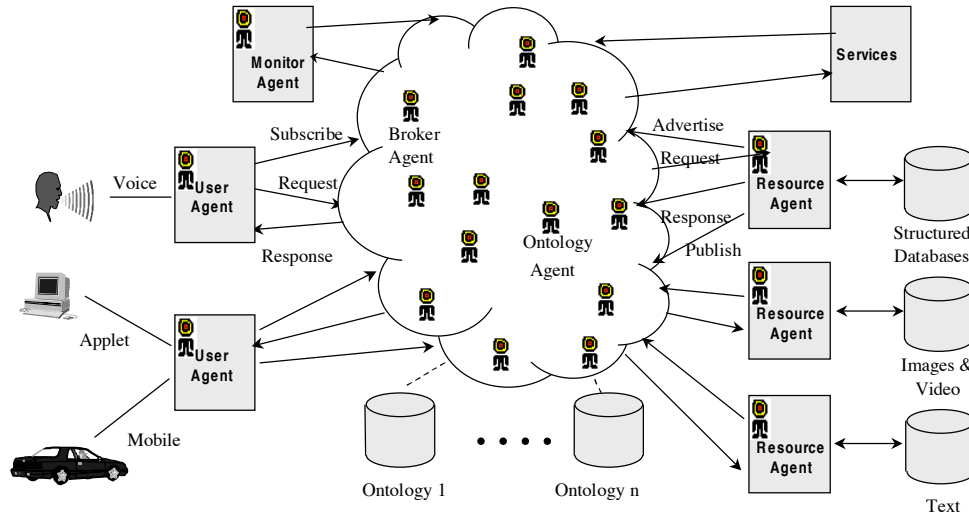 Monitor
Agent
Services
Subscribe
Broker
Agent
Advertise
Voice
User
Agent
Request
Request
Resource
Agent
Response
Response
Ontology
Agent
Publish
Structured
Databases
Applet
User
Agent
Resource
Agent
Images &
Video
Mobile
Resource
Agent
Ontology 1
Ontology n
Text